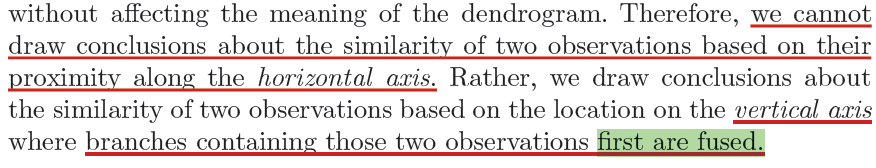 without affecting the meaning of the dendrogram. Therefore, we cannot
draw conclusions about the similarity of two observations based on their
proximity along the horizontal axis. Rather, we draw conclusions about
the similarity of two observations based on the location on the vertical axis
where branches containing those two observations first are fused.